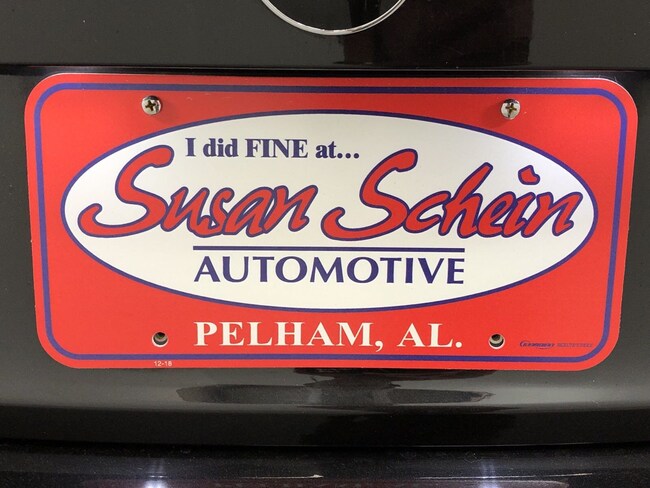 I did FINE at...
Susan Schein
AUTOMOTIVE
PELHAM, AL.
12-18